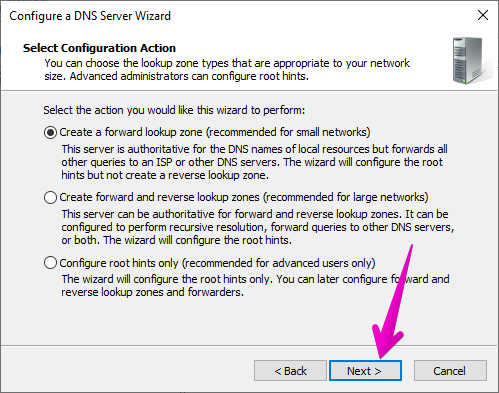 Configure a DNS Server Wizard
Select Configuration Action
You can choose the lookup zone types that are appropriate to your network
size. Advanced administrators can configure root hints.
Select the action you would like this wizard to perform:
Create a forward lookup zone (recommended for small networks)
This server is authoritative for the DNS names of local resources but forwards all
other queries to an ISP or other DNS servers. The wizard will configure the root
hints but not create a reverse lookup zone.
Create forward and reverse lookup zones (recommended for large networks)
This server can be authoritative for forward and reverse lookup zones. It can be
configured to perform recursive resolution, forward queries to other DNS servers,
or both. The wizard will configure the root hints.
Configure root hints only (recommended for advanced users only)
The wizard will configure the root hints only. You can later configure forward and
reverse lookup zones and forwarders.
< Back
Next >
Cancel